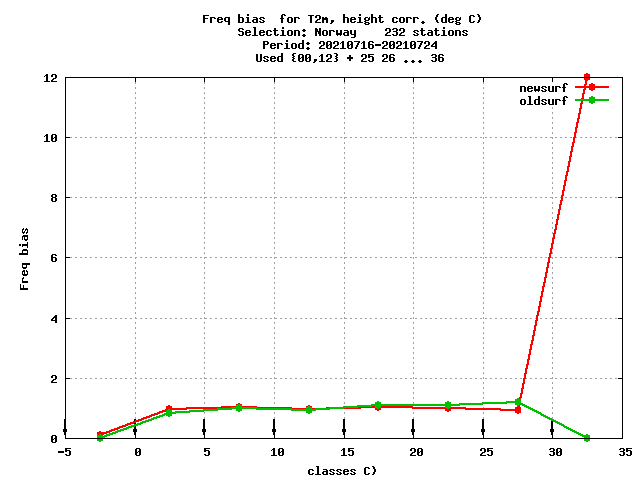 Freq bias  for T2m, height corr. (deg C)
Selection: Norway    232 stations
Period: 20210716-20210724
Used {00,12} + 25 26 ... 36
newsurf
oldsurf
12
10
8
6
4
2
0
Freq bias
-5 0 5 10 15 20 25 30 35
classes C)